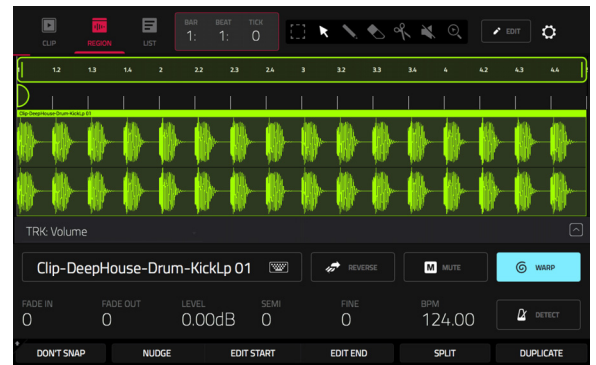 BAR BEAT TICK
1: 1: 0
CLIP REGION LIST EDIT
1.2 1.3 1.4 2 2.2 2.3 2.4 3 3.2 3.3 3.4 4 4.2 4.3 4.4
Clip-DeepHouse-Drum-KickLp 01
TRK: Volume
Clip-DeepHouse-Drum-KickLp 01 REVERSE M MUTE WARP
FADE IN FADE OUT LEVEL SEMI FINE BPM
0 0 0.00dB 0 0 124.00 DETECT
DON'T SNAP NUDGE EDIT START EDIT END SPLIT DUPLICATE